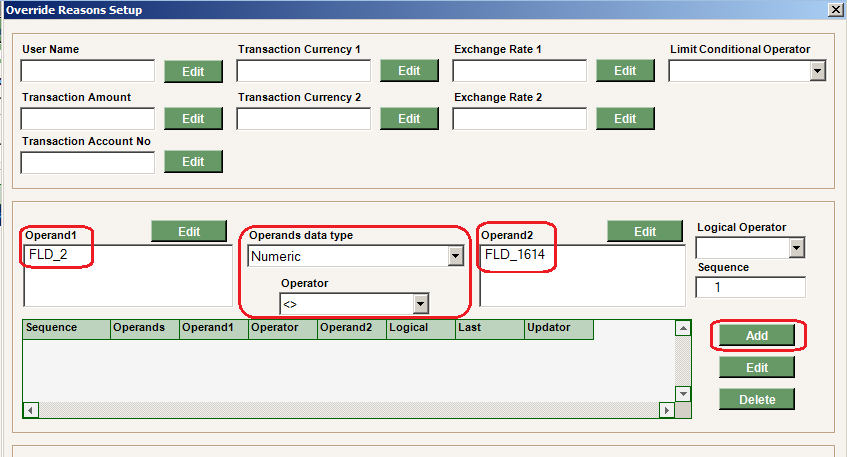 Override Reasons Setup
User Name Transaction Currency 1 Exchange Rate 1 Limit Conditional Operator
Edit Edit Edit
Transaction Amount Transaction Currency 2 Exchange Rate 2
Edit Edit Edit
Transaction Account No
Edit
Operand1 Edit Operands data type Operand2 Edit Logical Operator
FLD_2 Numeric FLD_1614
Operator Sequence
<> 1
Sequence Operands Operand1 Operator Operand2 Logical Last Updator
Add
Edit
Delete